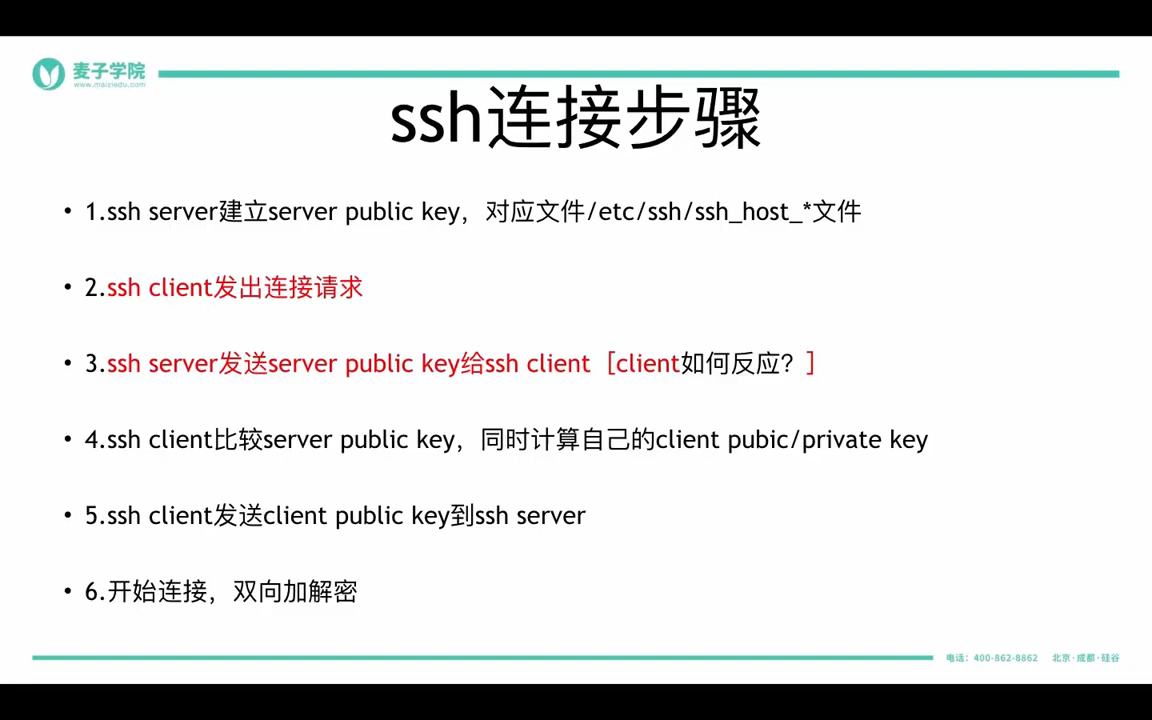 麦子学院
www.maiziedu.com
ssh连接步骤
• 1.ssh server建立server public key，对应文件/etc/ssh/ssh_host_*文件
• 2.ssh client发出连接请求
• 3.ssh server发送server public key给ssh client［client如何反应？］
• 4.ssh client比较server public key，同时计算自己的client pubic/private key
• 5.ssh client发送client public key到ssh server
• 6.开始连接，双向加解密
电话：400-862-8862 北京·成都·硅谷